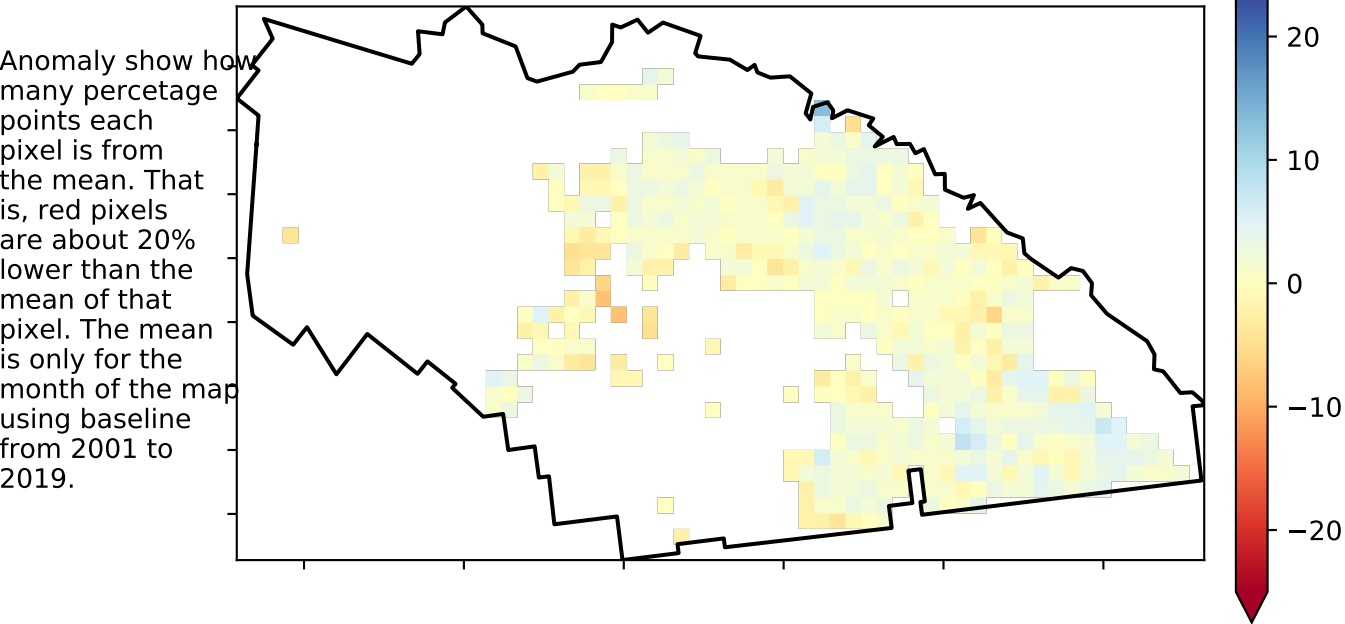 Anomaly show how
many percetage
points each
pixel is from
the mean. That
is, red pixels
are about 20%
lower than the
mean of that
pixel. The mean
is only for the
month of the map
using baseline
from 2001 to
2019.
20
10
0
−10
−20